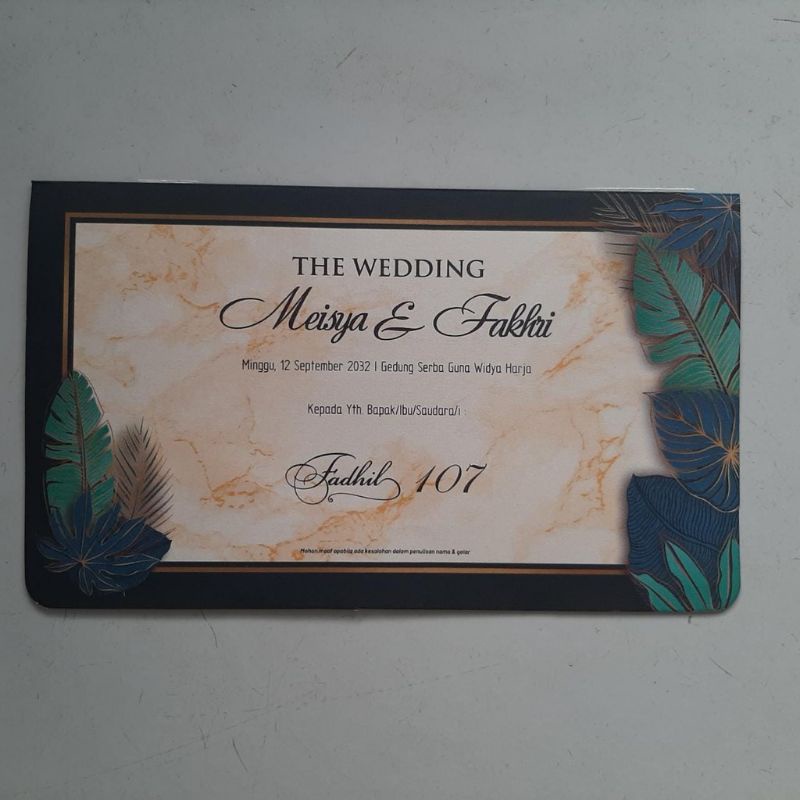 THE WEDDING
Meisya & Fakhri
Minggu, 12 September 2032 | Gedung Serba Guna Widya Harja
Kepada Yth. Bapak/Ibu/Saudara/i :
Fadhil 107
Mohon maaf apabila ada kesalahan dalam penulisan nama & gelar